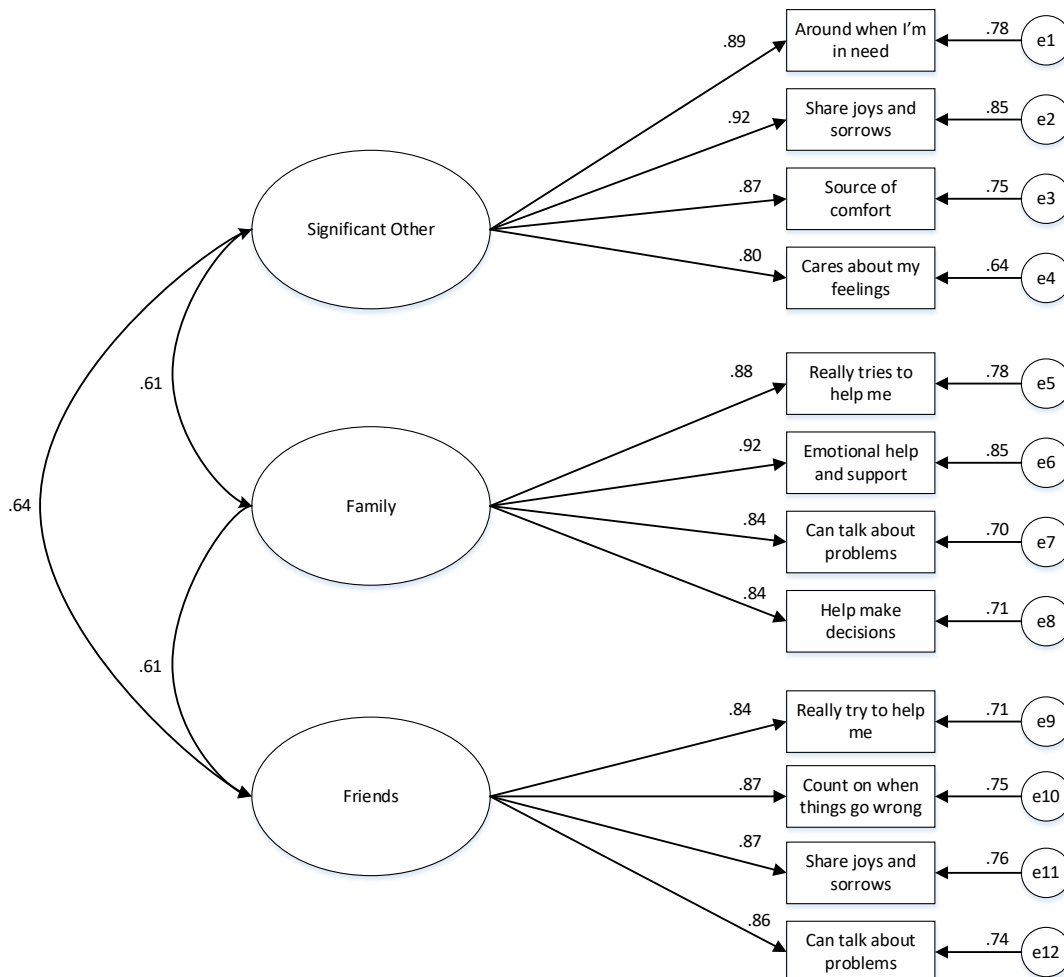 .89
Around when I'm
in need
.78
e1
.92
Share joys and
sorrows
.85
e2
Significant Other
.87
Source of
comfort
.75
e3
.80
Cares about my
feelings
.64
e4
.61
.88
Really tries to
help me
.78
e5
.92
Emotional help
and support
.85
e6
.64
Family
.84
Can talk about
problems
.70
e7
.84
Help make
decisions
.71
e8
.61
.84
Really try to help
me
.71
e9
Friends
.87
Count on when
things go wrong
.75
e10
.87
Share joys and
sorrows
.76
e11
.86
Can talk about
problems
.74
e12